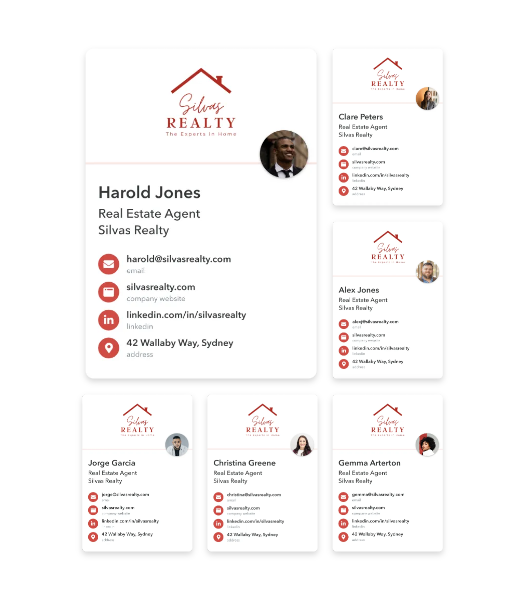 Silvas
REALTY
The Experts In Home
Harold Jones
Real Estate Agent
Silvas Realty
harold@silvasrealty.com
email
silvasrealty.com
company website
linkedin.com/in/silvasrealty
linkedin
42 Wallaby Way, Sydney
address
Silvas
REALTY
The Experts In Home
Clare Peters
Real Estate Agent
Silvas Realty
clare@silvasrealty.com
email
silvasrealty.com
company website
linkedin.com/in/silvasrealty
linkedin
42 Wallaby Way, Sydney
address
Silvas
REALTY
The Experts In Home
Alex Jones
Real Estate Agent
Silvas Realty
alex@silvasrealty.com
email
silvasrealty.com
company website
linkedin.com/in/silvasrealty
linkedin
42 Wallaby Way, Sydney
address
Silvas
REALTY
The Experts In Home
Jorge Garcia
Real Estate Agent
Silvas Realty
jorge@silvasrealty.com
email
silvasrealty.com
company website
linkedin.com/in/silvasrealty
linkedin
42 Wallaby Way, Sydney
address
Silvas
REALTY
The Experts In Home
Christina Greene
Real Estate Agent
Silvas Realty
christina@silvasrealty.com
email
silvasrealty.com
company website
linkedin.com/in/silvasrealty
linkedin
42 Wallaby Way, Sydney
address
Silvas
REALTY
The Experts In Home
Gemma Arterton
Real Estate Agent
Silvas Realty
gemma@silvasrealty.com
email
silvasrealty.com
company website
linkedin.com/in/silvasrealty
linkedin
42 Wallaby Way, Sydney
address